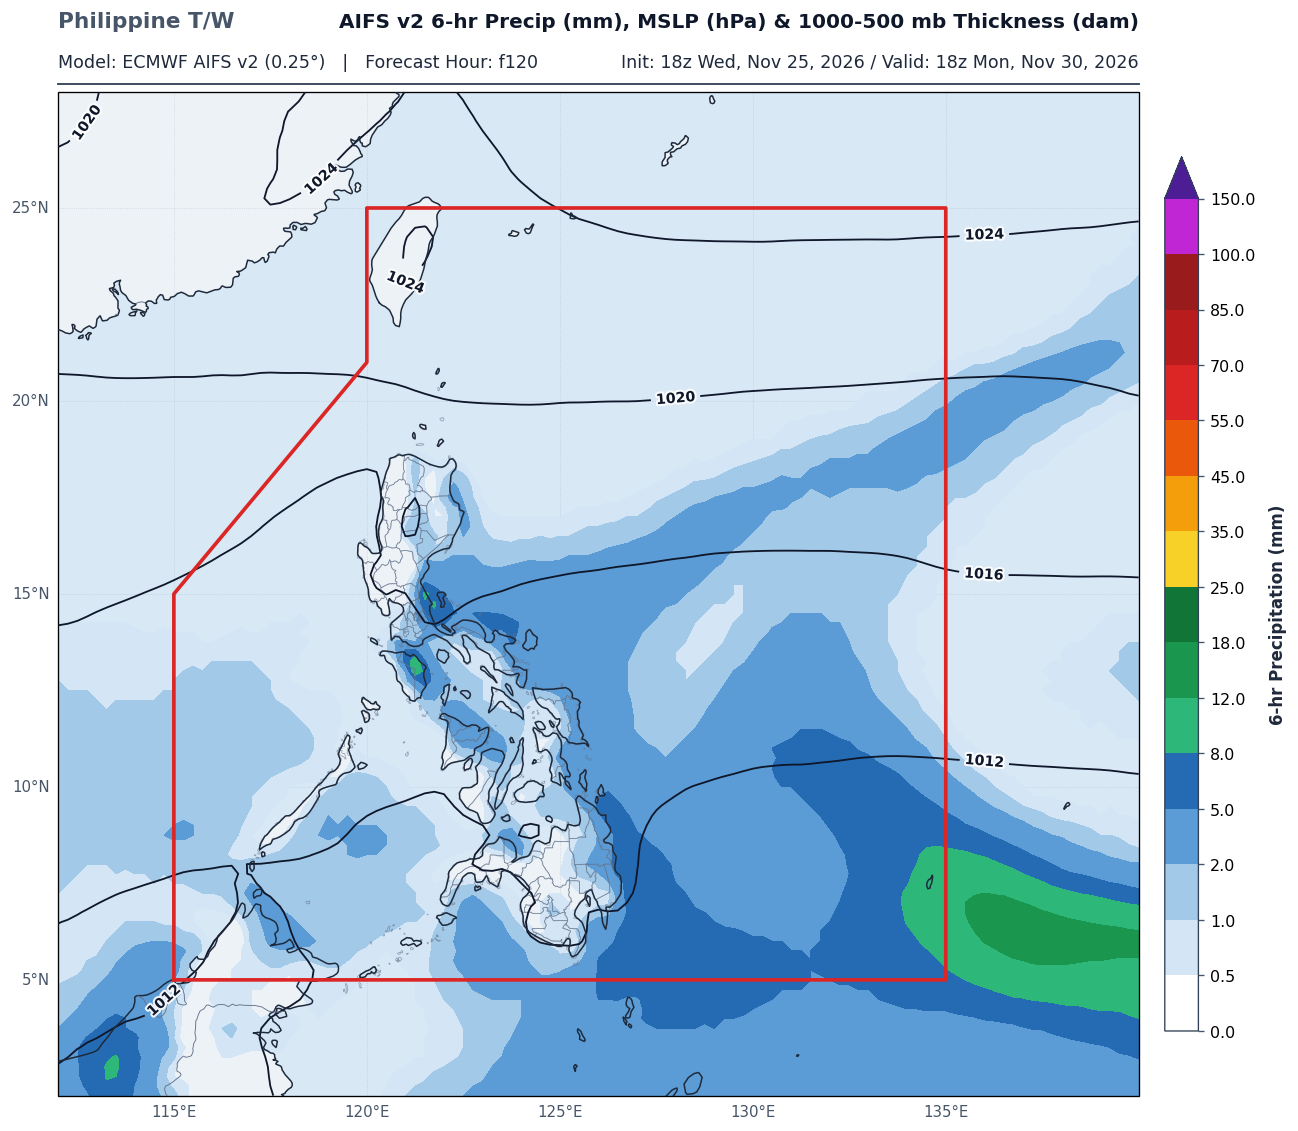 Philippine T/W
AIFS v2 6-hr Precip (mm), MSLP (hPa) & 1000-500 mb Thickness (dam)
Model: ECMWF AIFS v2 (0.25°) | Forecast Hour: f120
Init: 18z Wed, Nov 25, 2026 / Valid: 18z Mon, Nov 30, 2026
1020
1024
1024
1024
1020
1016
1012
1012
25°N
20°N
15°N
10°N
5°N
115°E
120°E
125°E
130°E
135°E
150.0
100.0
85.0
70.0
55.0
45.0
35.0
25.0
18.0
12.0
8.0
5.0
2.0
1.0
0.5
0.0
6-hr Precipitation (mm)